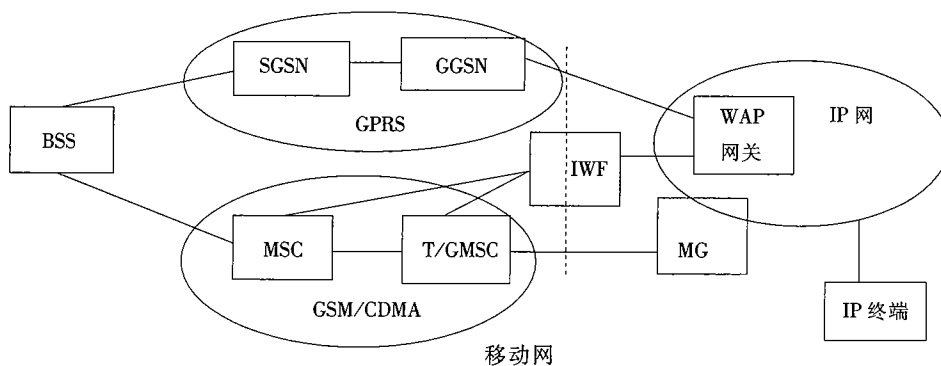 SGSN
GGSN
GPRS
BSS
WAP
网关
IP 网
IWF
MSC
T/GMSC
MG
GSM/CDMA
IP 终端
移动网